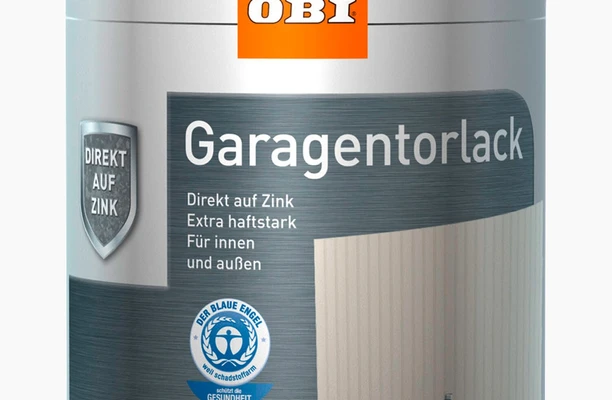 OBI
Garagentorlack
DIREKT
AUF
ZINK
Direkt auf Zink
Extra haftstark
Für innen
und außen
DER BLAUE ENGEL
weil schadstoffarm
schützt die
GESUNDHEIT